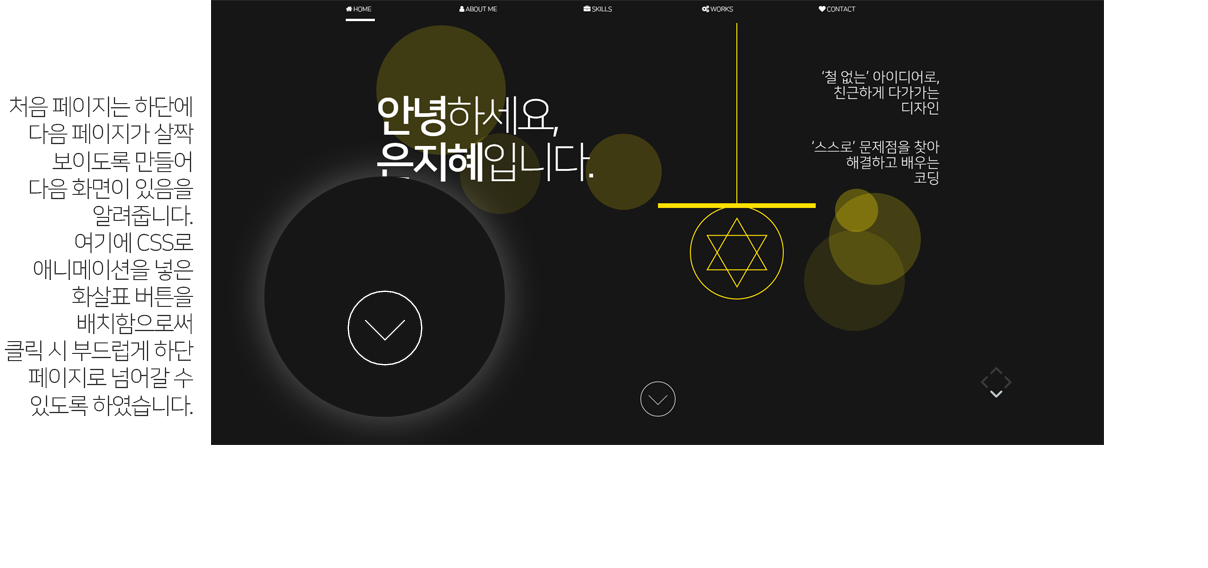 처음 페이지는 하단에
다음 페이지가 살짝
보이도록 만들어
다음 화면이 있음을
알려줍니다.
여기에 CSS로
애니메이션을 넣은
화살표 버튼을
배치함으로써
클릭 시 부드럽게 하단
페이지로 넘어갈 수
있도록 하였습니다.
HOME
ABOUT ME
SKILLS
WORKS
CONTACT
안녕하세요,
은지혜입니다.
‘철 없는’ 아이디어로,
친근하게 다가가는
디자인
‘스스로’ 문제점을 찾아
해결하고 배우는
코딩